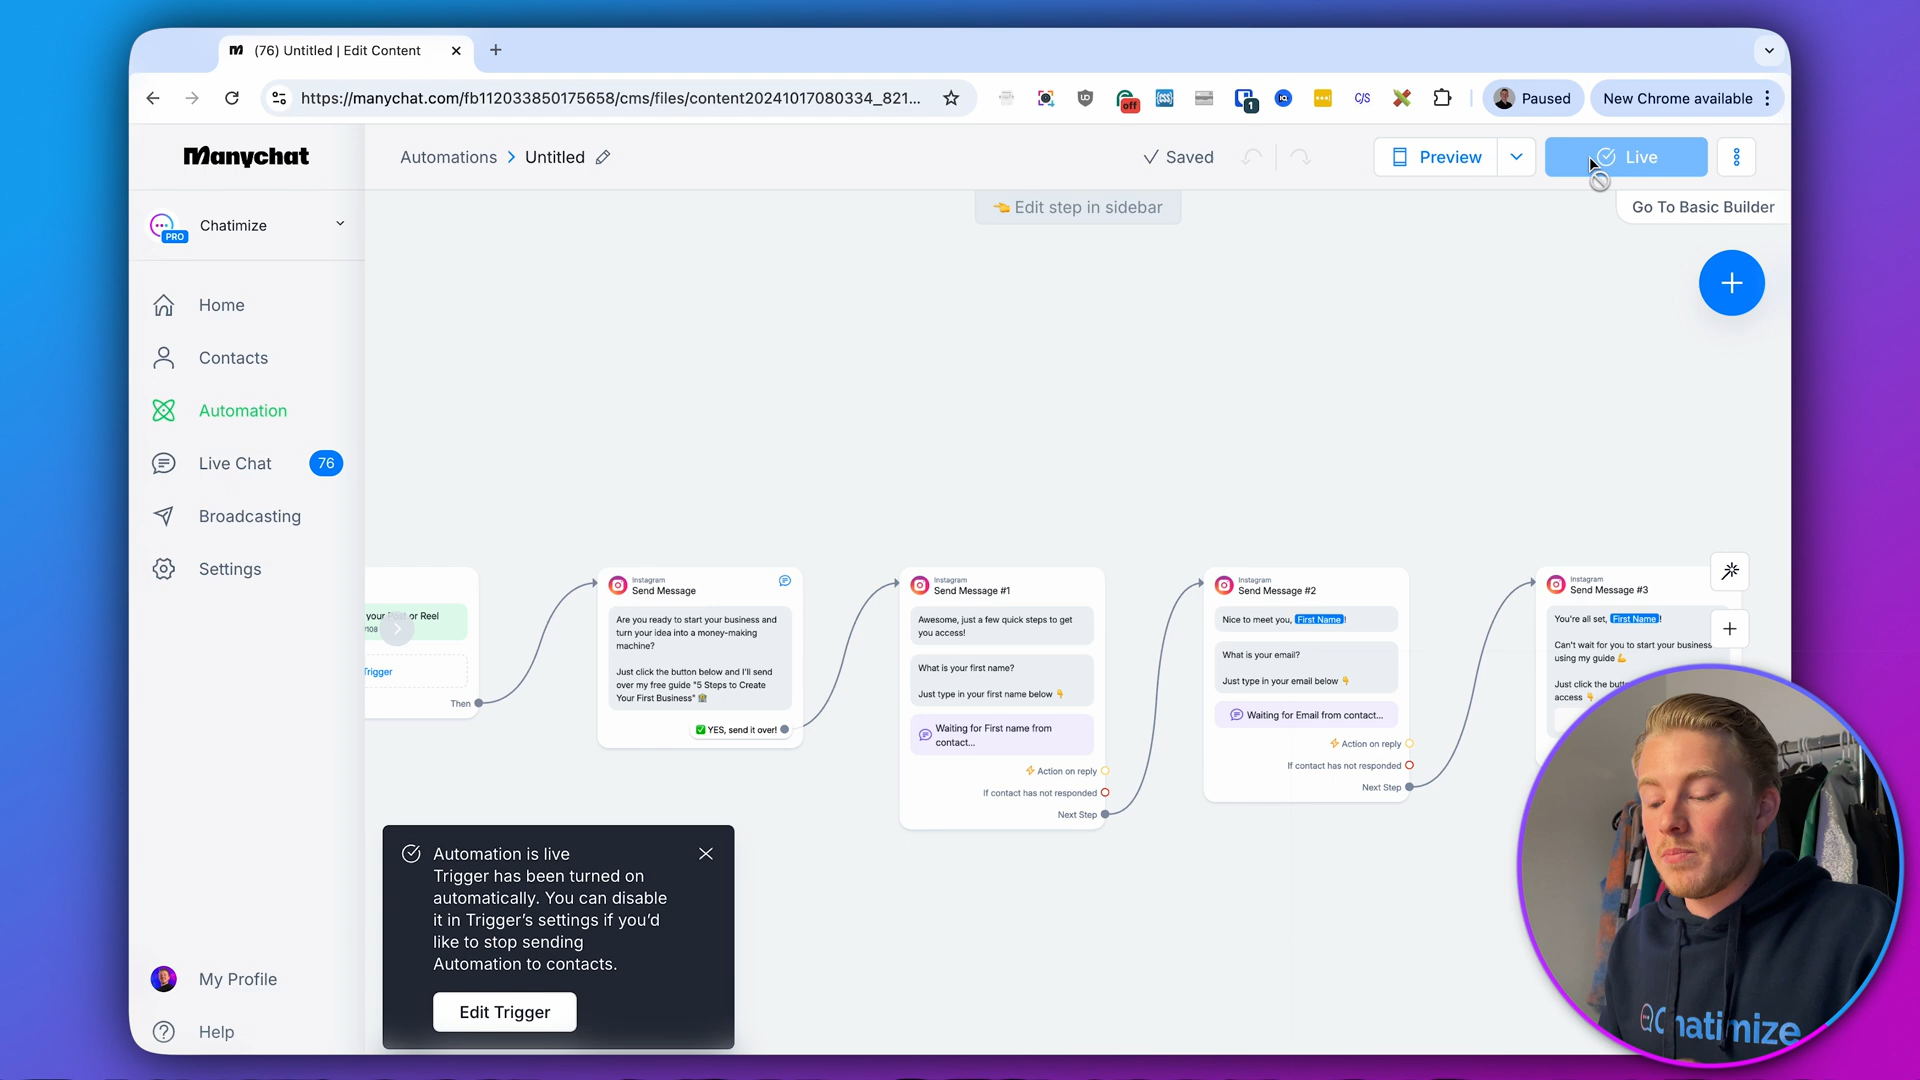 (76) Untitled | Edit Content
https://manychat.com/fb112033850175658/cms/files/content20241017080334_821...
off
1
C/S
Paused
New Chrome available
Manychat
Automations > Untitled
Saved
Preview
Live
Edit step in sidebar
Go To Basic Builder
PRO
Chatimize
Home
Contacts
Automation
Live Chat
76
Broadcasting
Settings
My Profile
Help
your Post or Reel
Trigger
Then
Instagram
Send Message
Are you ready to start your business and
turn your idea into a money-making
machine?
Just click the button below and I'll send
over my free guide "5 Steps to Create
Your First Business"
YES, send it over!
Instagram
Send Message #1
Awesome, just a few quick steps to get
you access!
What is your first name?
Just type in your first name below
Waiting for First name from
contact...
Action on reply
If contact has not responded
Next Step
Instagram
Send Message #2
Nice to meet you, First Name !
What is your email?
Just type in your email below
Waiting for Email from contact...
Action on reply
If contact has not responded
Next Step
Instagram
Send Message #3
You're all set, First Name !
Can't wait for you to start your business
using my guide
Just click the
access
Automation is live
Trigger has been turned on
automatically. You can disable
it in Trigger's settings if you'd
like to stop sending
Automation to contacts.
Edit Trigger
Chatimize